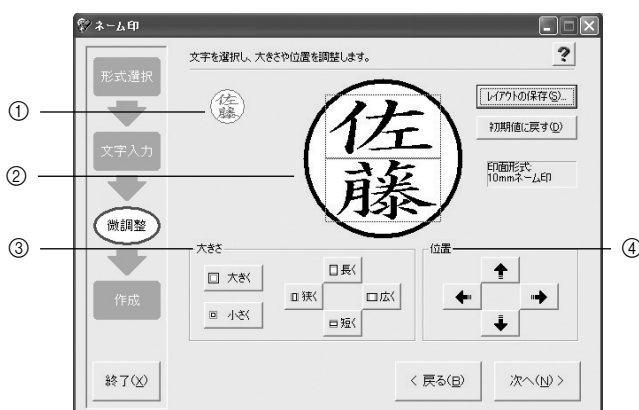 ネーム印
文字を選択し、大きさや位置を調整します。
?
形式選択
文字入力
微調整
作成
終了(X)
①
②
③
④
佐
藤
佐
藤
レイアウトの保存(S)...
初期値に戻す(D)
印面形式:
10mmネーム印
大きさ
大きく
小さく
長く
狭く
広く
短く
位置
< 戻る(B)
次へ(N) >